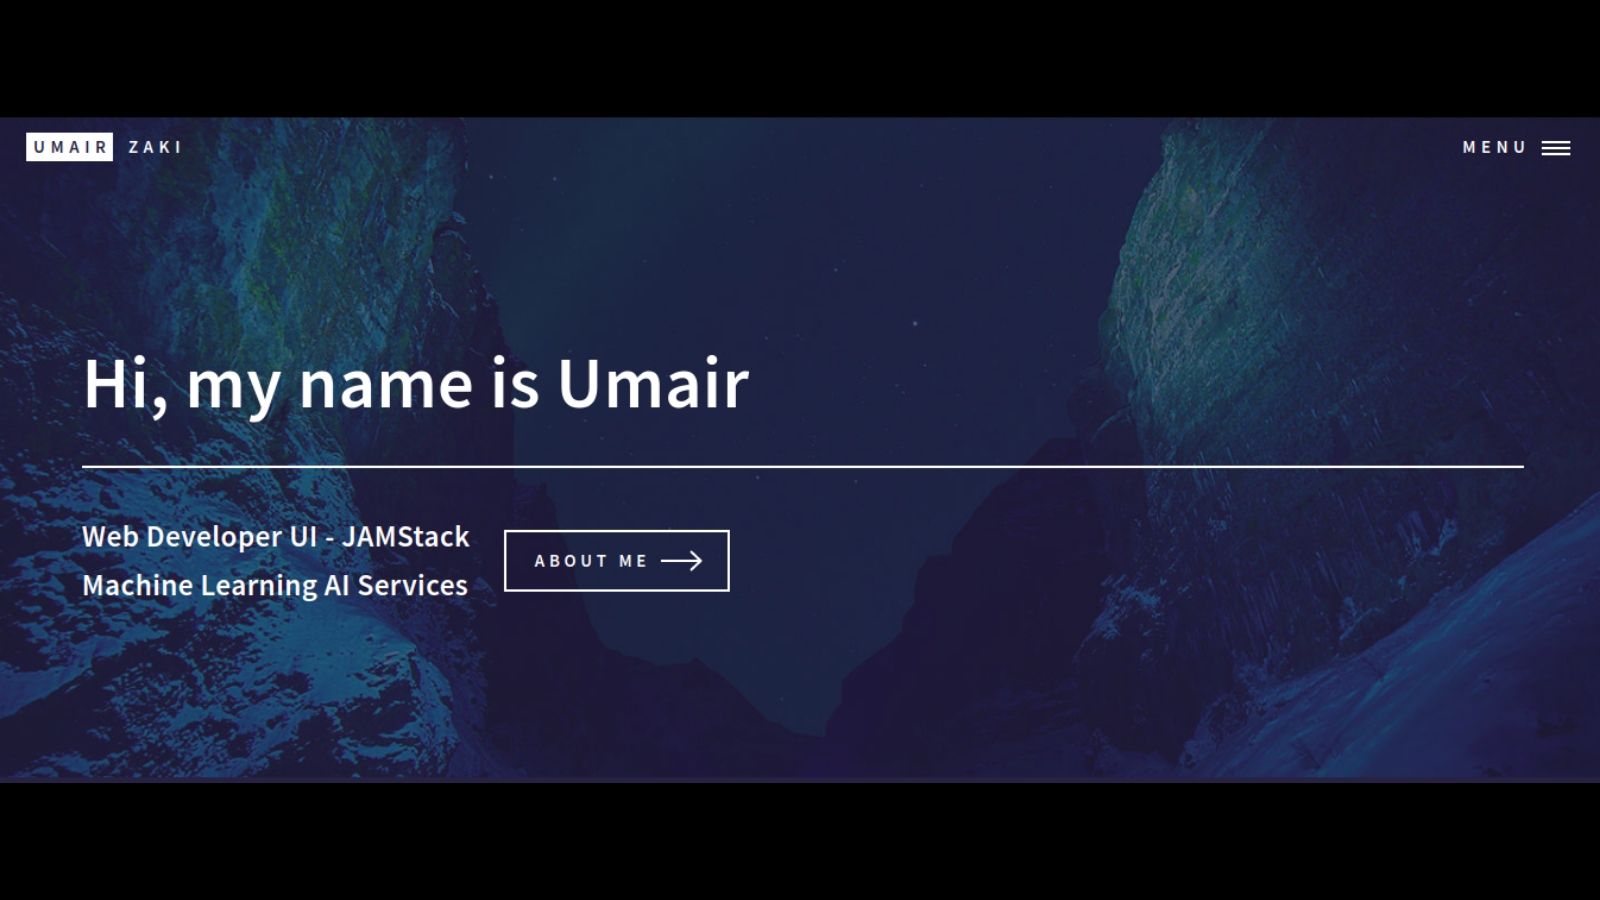 UMAIR ZAKI
MENU
Hi, my name is Umair
Web Developer UI - JAMStack
Machine Learning AI Services
ABOUT ME